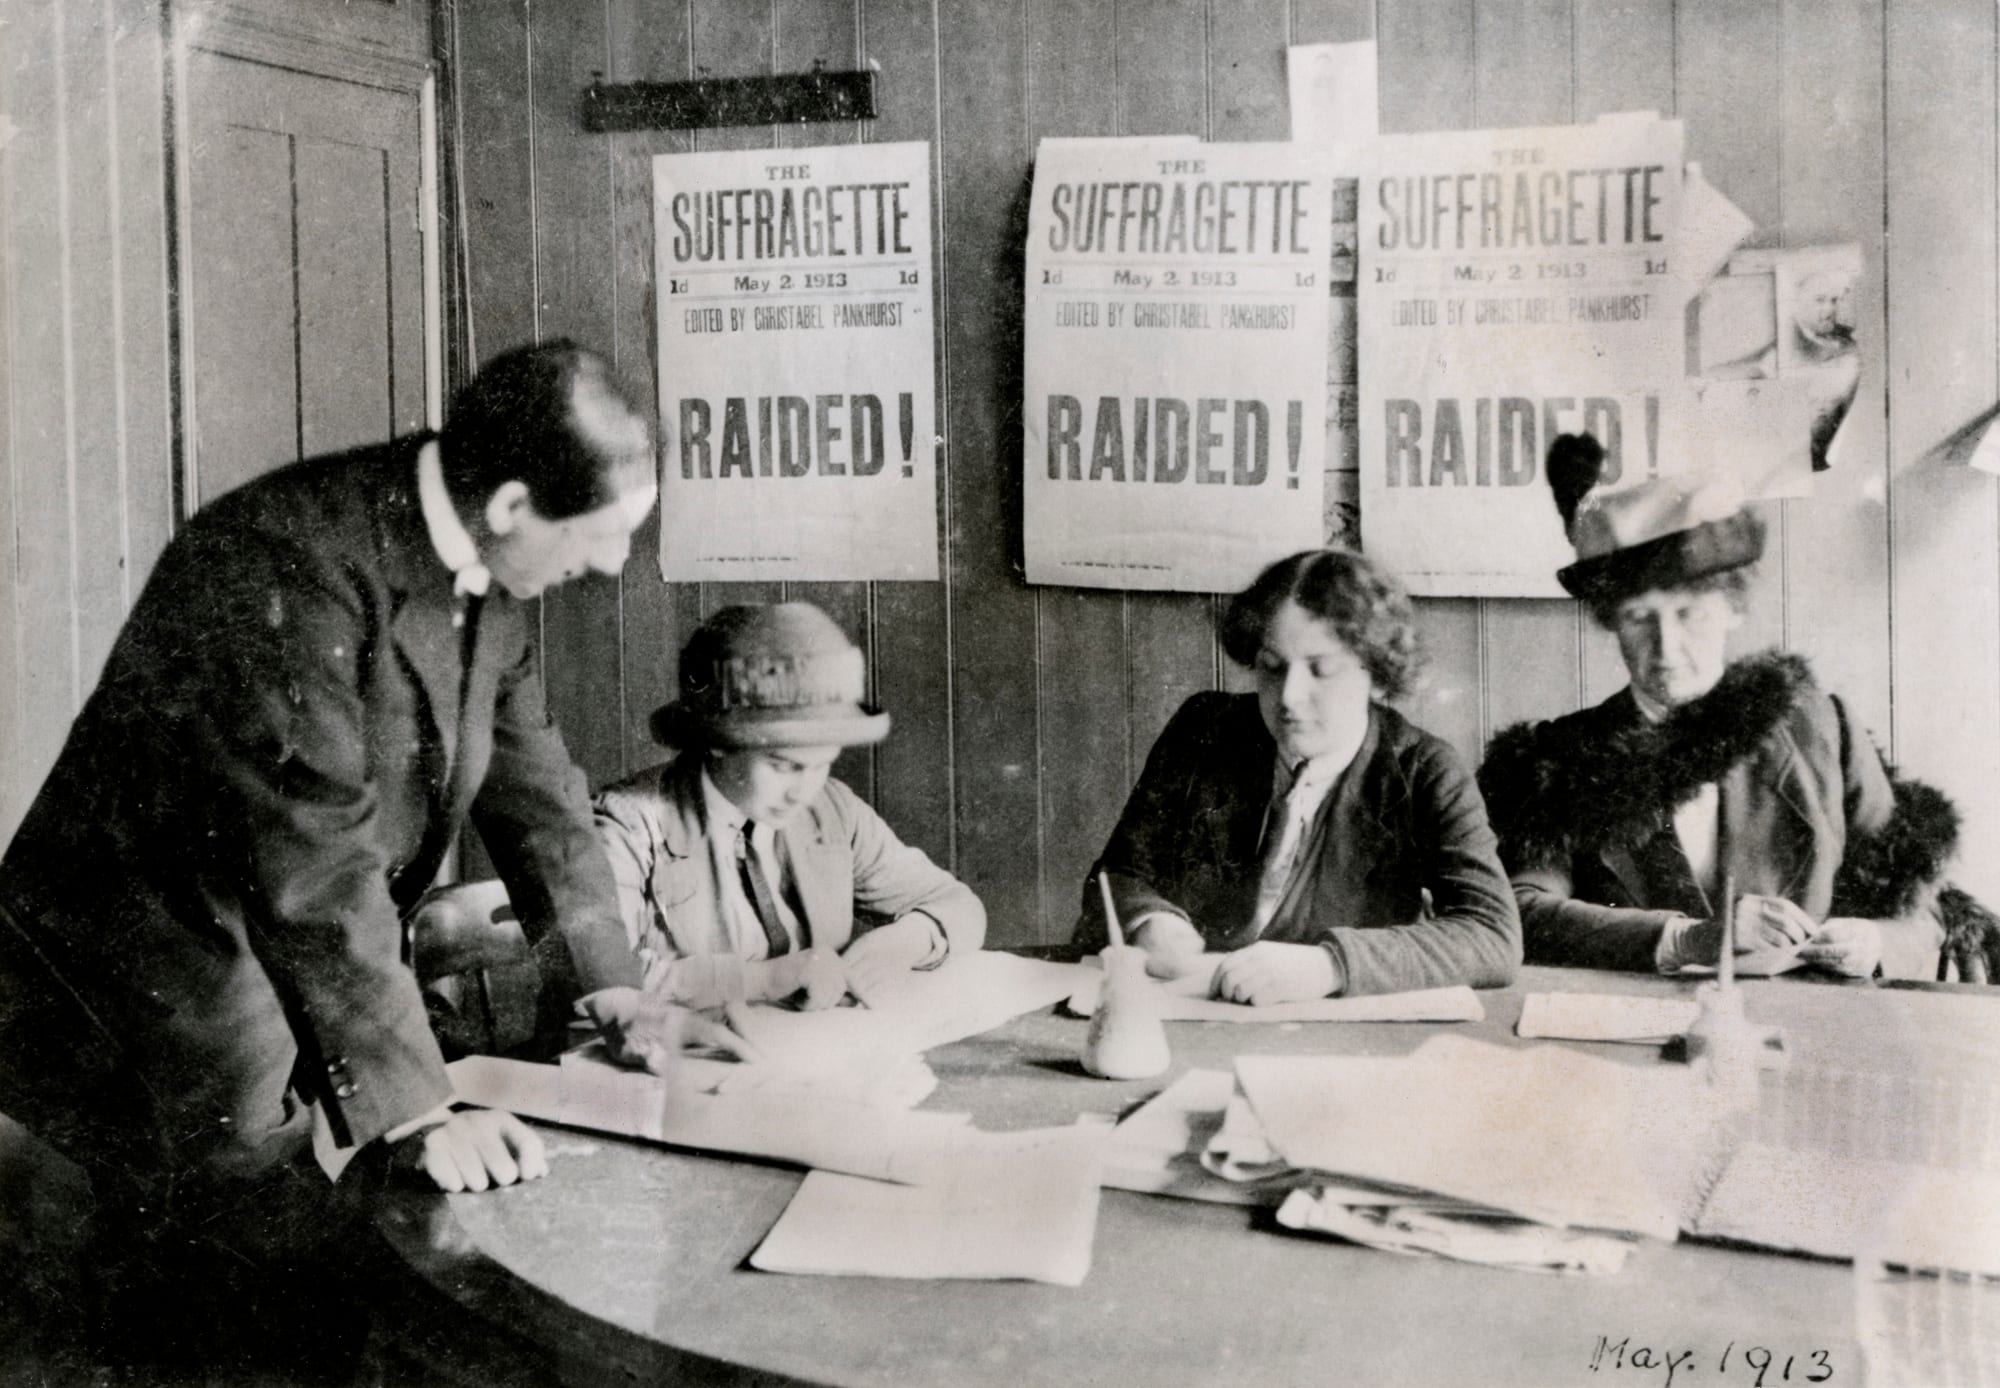 THE
SUFFRAGETTE
1d May 2. 1913 1d
EDITED BY CHRISTABEL PANKHURST
RAIDED!
THE
SUFFRAGETTE
1d May 2. 1913 1d
EDITED BY CHRISTABEL PANKHURST
RAIDED!
THE
SUFFRAGETTE
1d May 2 1913 1d
EDITED BY CHRISTABEL PANKHURST
RAIDED!
May. 1913